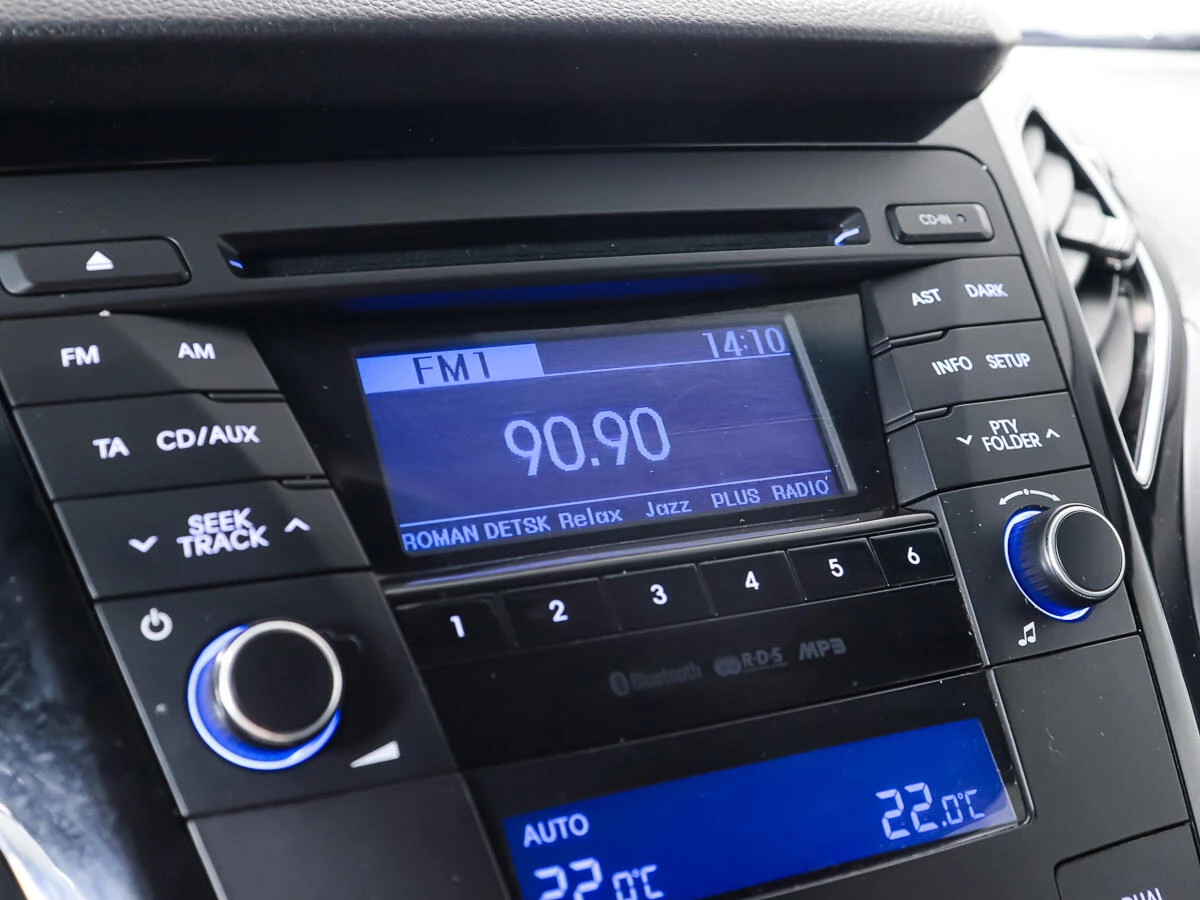 CD-IN
AST DARK
FM AM
FM1 14:10
INFO SETUP
TA CD/AUX
90.90
PTY
FOLDER
SEEK
TRACK
ROMAN DETSK Relax Jazz PLUS RADIO
1 2 3 4 5 6
Bluetooth R·D·S MP3
AUTO
22.0°C
22.0°C
DUAL